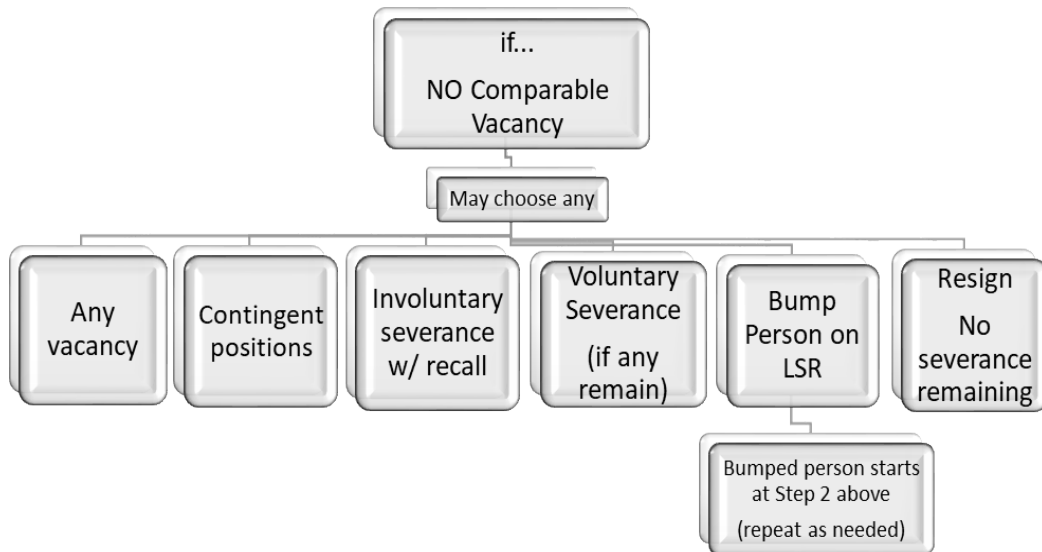 if...
NO Comparable
Vacancy
May choose any
Any
vacancy
Contingent
positions
Involuntary
severance
w/ recall
Voluntary
Severance
(if any
remain)
Bump
Person on
LSR
Resign
No
severance
remaining
Bumped person starts
at Step 2 above
(repeat as needed)